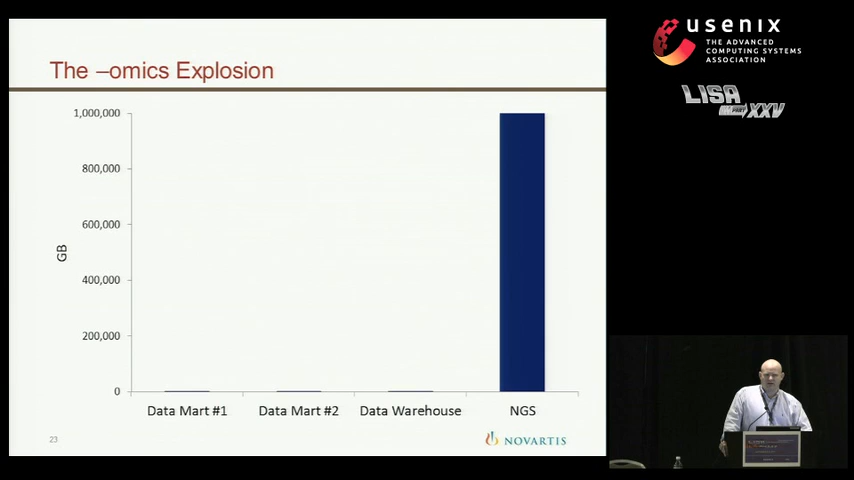 The –omics Explosion
1,000,000
800,000
600,000
400,000
200,000
0
GB
Data Mart #1
Data Mart #2
Data Warehouse
NGS
23
NOVARTIS
usenix
THE ADVANCED
COMPUTING SYSTEMS
ASSOCIATION
LISA
XXV